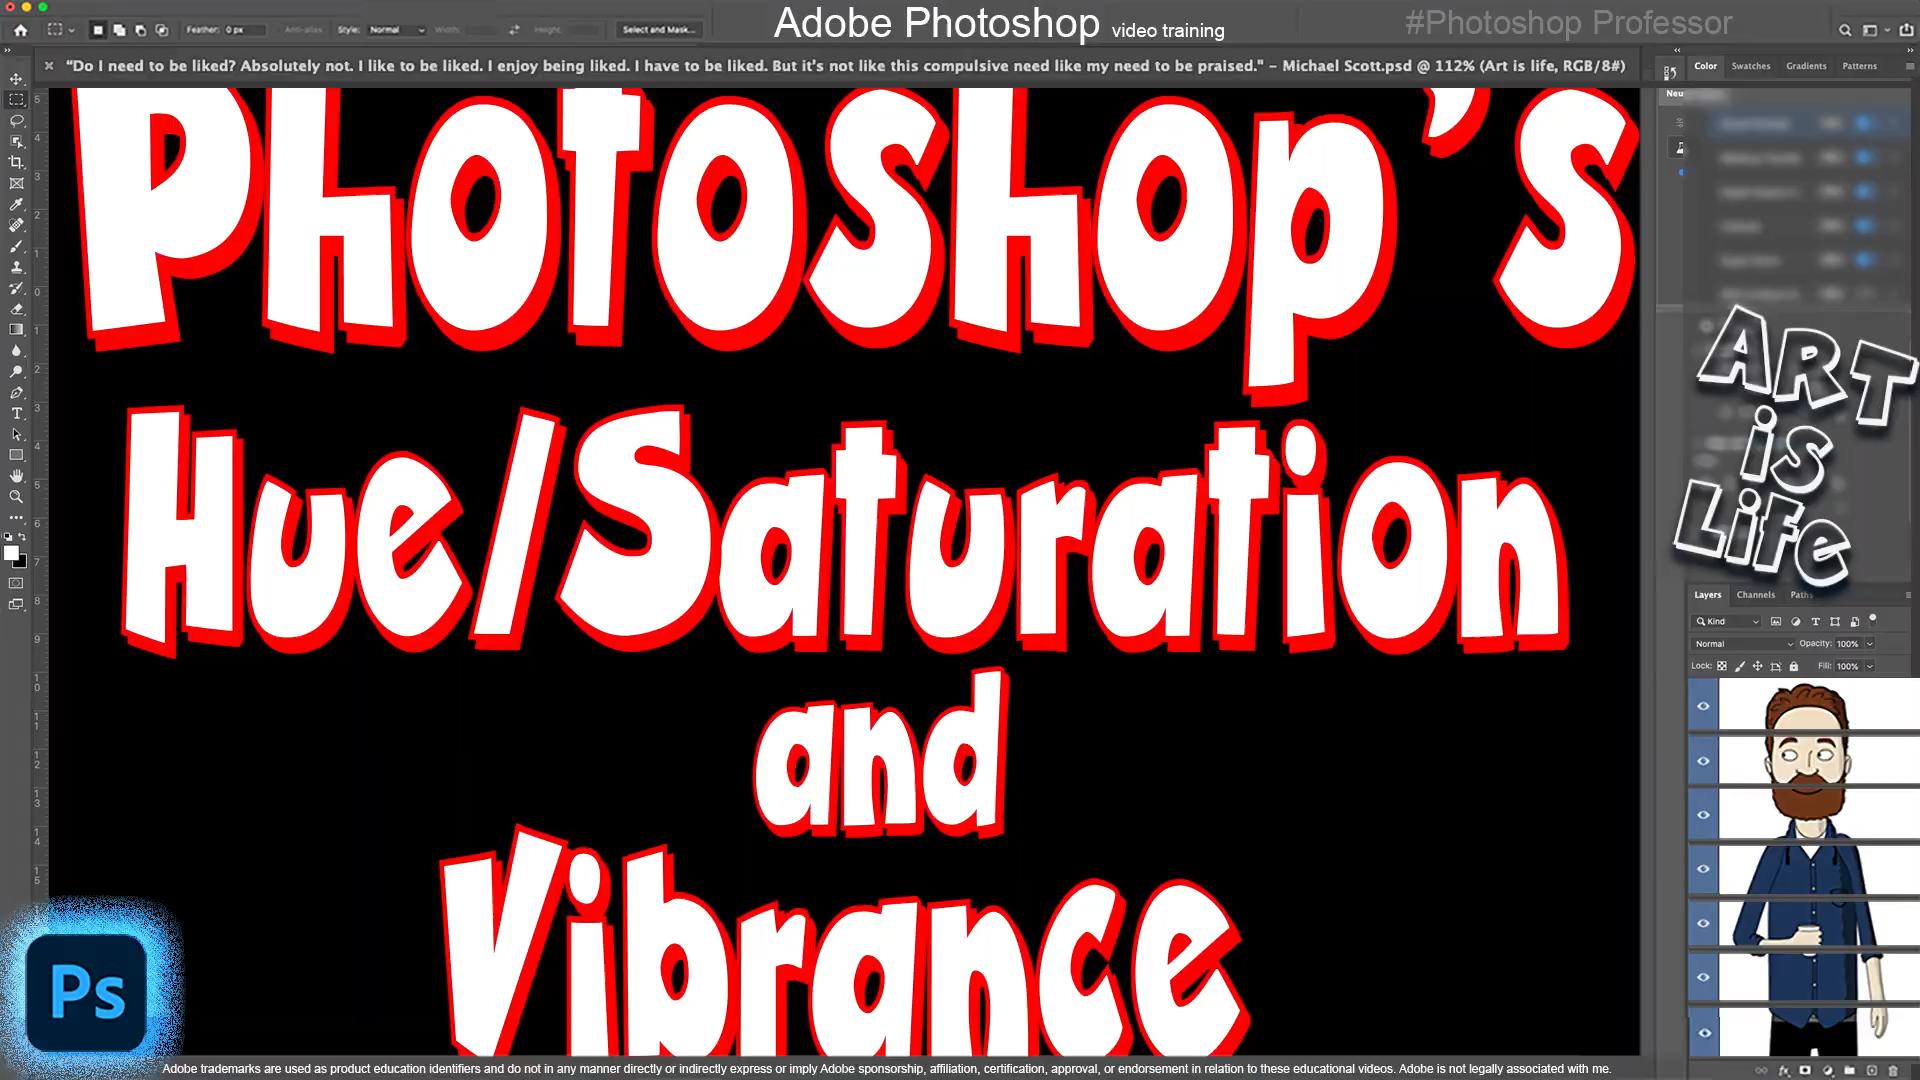 Adobe Photoshop video training
#Photoshop Professor
Feather: 0 px Anti-alias Style: Normal Width: Height: Select and Mask...
"Do I need to be liked? Absolutely not. I like to be liked. I enjoy being liked. I have to be liked. But it's not like this compulsive need like my need to be praised." – Michael Scott.psd @ 112% (Art is life, RGB/8#)
Color Swatches Gradients Patterns
Neu
Photoshop's
Hue/Saturation
and
Vibrance
ART
is
Life
Layers Channels Paths
Kind
Normal Opacity: 100%
Lock: Fill: 100%
Ps
Adobe trademarks are used as product education identifiers and do not in any manner directly or indirectly express or imply Adobe sponsorship, affiliation, certification, approval, or endorsement in relation to these educational videos. Adobe is not legally associated with me.